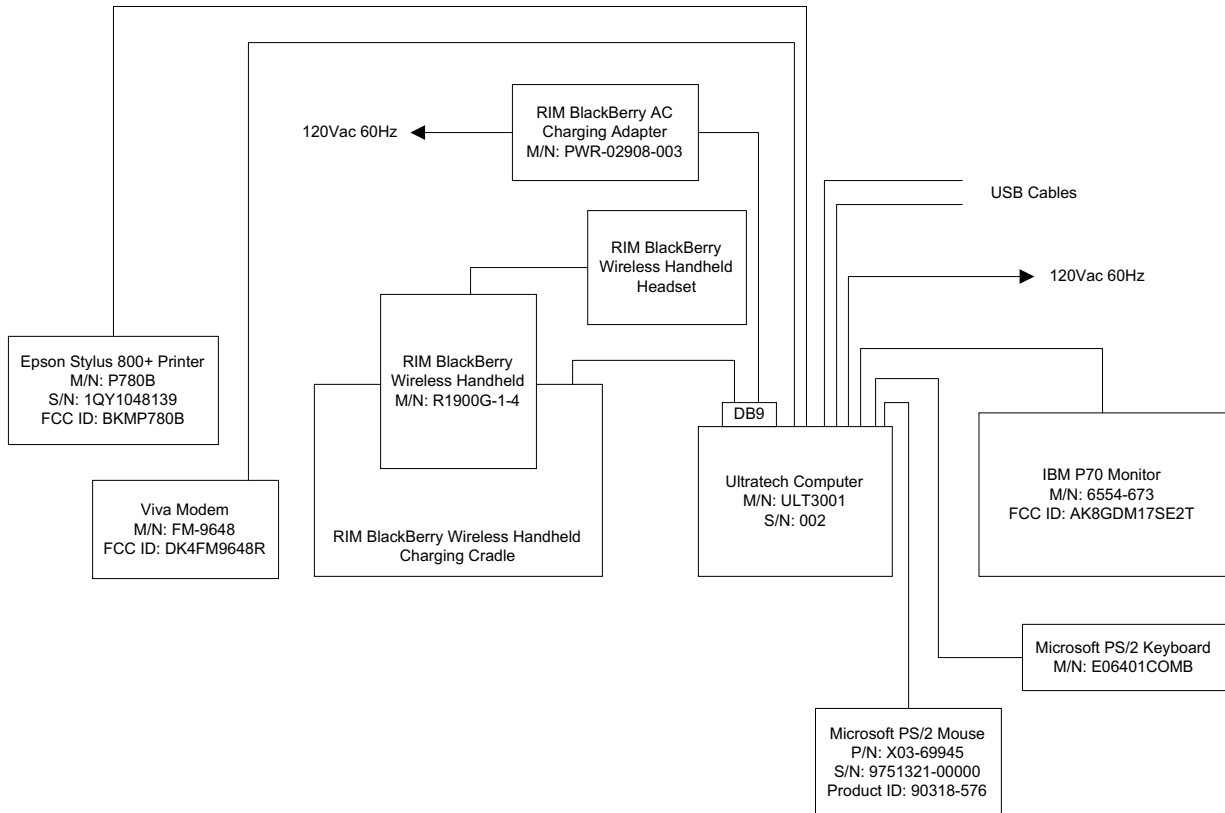 RIM BlackBerry AC
Charging Adapter
M/N: PWR-02908-003
120Vac 60Hz
USB Cables
RIM BlackBerry
Wireless Handheld
Headset
120Vac 60Hz
Epson Stylus 800+ Printer
M/N: P780B
S/N: 1QY1048139
FCC ID: BKMP780B
RIM BlackBerry
Wireless Handheld
M/N: R1900G-1-4
DB9
Viva Modem
M/N: FM-9648
FCC ID: DK4FM9648R
RIM BlackBerry Wireless Handheld
Charging Cradle
Ultratech Computer
M/N: ULT3001
S/N: 002
IBM P70 Monitor
M/N: 6554-673
FCC ID: AK8GDM17SE2T
Microsoft PS/2 Keyboard
M/N: E06401COMB
Microsoft PS/2 Mouse
P/N: X03-69945
S/N: 9751321-00000
Product ID: 90318-576